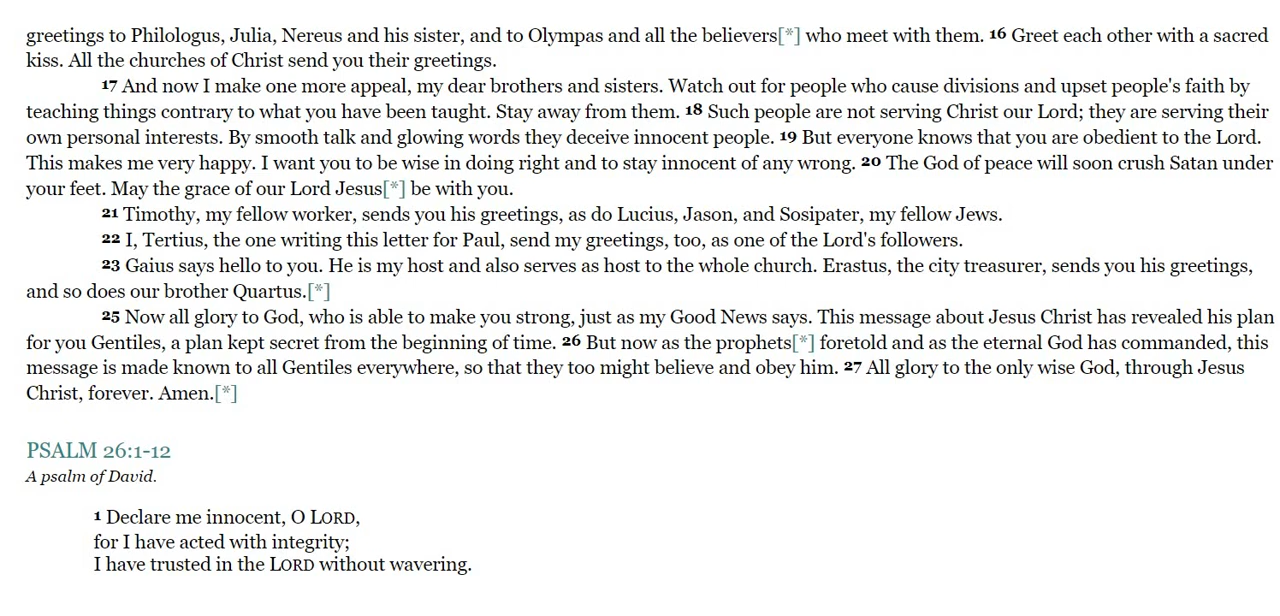 greetings to Philologus, Julia, Nereus and his sister, and to Olympas and all the believers[*] who meet with them. 16 Greet each other with a sacred
kiss. All the churches of Christ send you their greetings.
17 And now I make one more appeal, my dear brothers and sisters. Watch out for people who cause divisions and upset people's faith by
teaching things contrary to what you have been taught. Stay away from them. 18 Such people are not serving Christ our Lord; they are serving their
own personal interests. By smooth talk and glowing words they deceive innocent people. 19 But everyone knows that you are obedient to the Lord.
This makes me very happy. I want you to be wise in doing right and to stay innocent of any wrong. 20 The God of peace will soon crush Satan under
your feet. May the grace of our Lord Jesus[*] be with you.
21 Timothy, my fellow worker, sends you his greetings, as do Lucius, Jason, and Sosipater, my fellow Jews.
22 I, Tertius, the one writing this letter for Paul, send my greetings, too, as one of the Lord's followers.
23 Gaius says hello to you. He is my host and also serves as host to the whole church. Erastus, the city treasurer, sends you his greetings,
and so does our brother Quartus.[*]
25 Now all glory to God, who is able to make you strong, just as my Good News says. This message about Jesus Christ has revealed his plan
for you Gentiles, a plan kept secret from the beginning of time. 26 But now as the prophets[*] foretold and as the eternal God has commanded, this
message is made known to all Gentiles everywhere, so that they too might believe and obey him. 27 All glory to the only wise God, through Jesus
Christ, forever. Amen.[*]
PSALM 26:1-12
A psalm of David.
1 Declare me innocent, O LORD,
for I have acted with integrity;
I have trusted in the LORD without wavering.